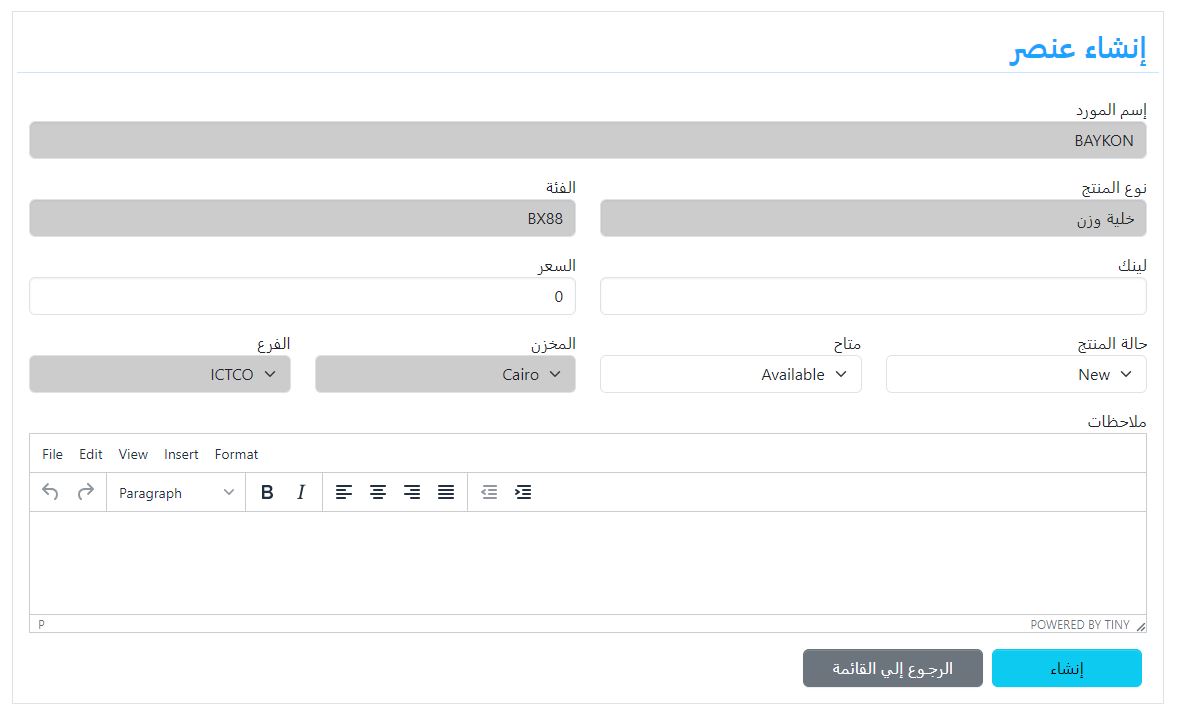 إنشاء عنصر
إسم المورد
BAYKON
نوع المنتج الفئة
خلية وزن BX88
لينك السعر
0
حالة المنتج متاح المخزن الفرع
New Available Cairo ICTCO
ملاحظات
File Edit View Insert Format
Paragraph B I
P POWERED BY TINY
إنشاء الرجوع إلي القائمة